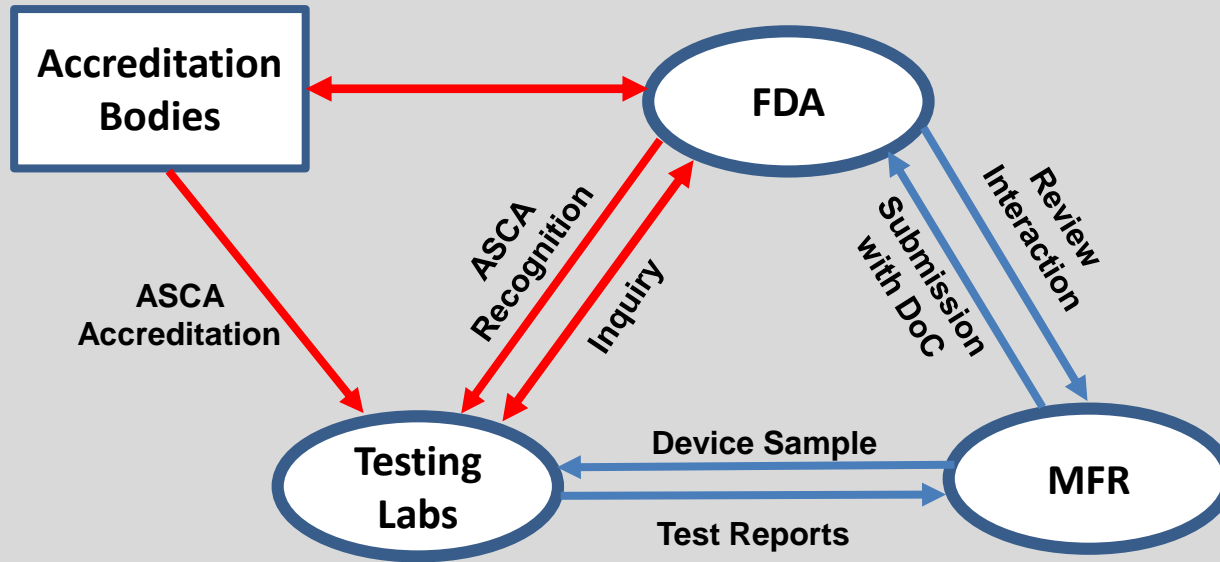 Accreditation
Bodies
FDA
ASCA
Recognition
Inquiry
Submission
with DoC
Review
Interaction
ASCA
Accreditation
Testing
Labs
Device Sample
Test Reports
MFR